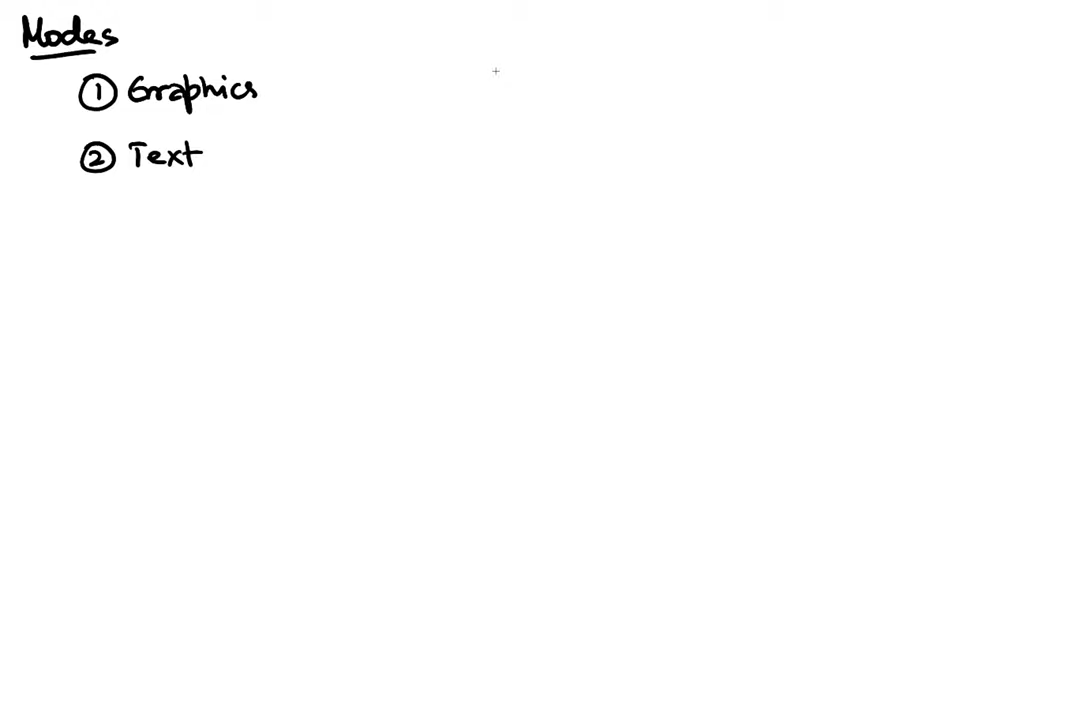 Modes
① Graphics
② Text